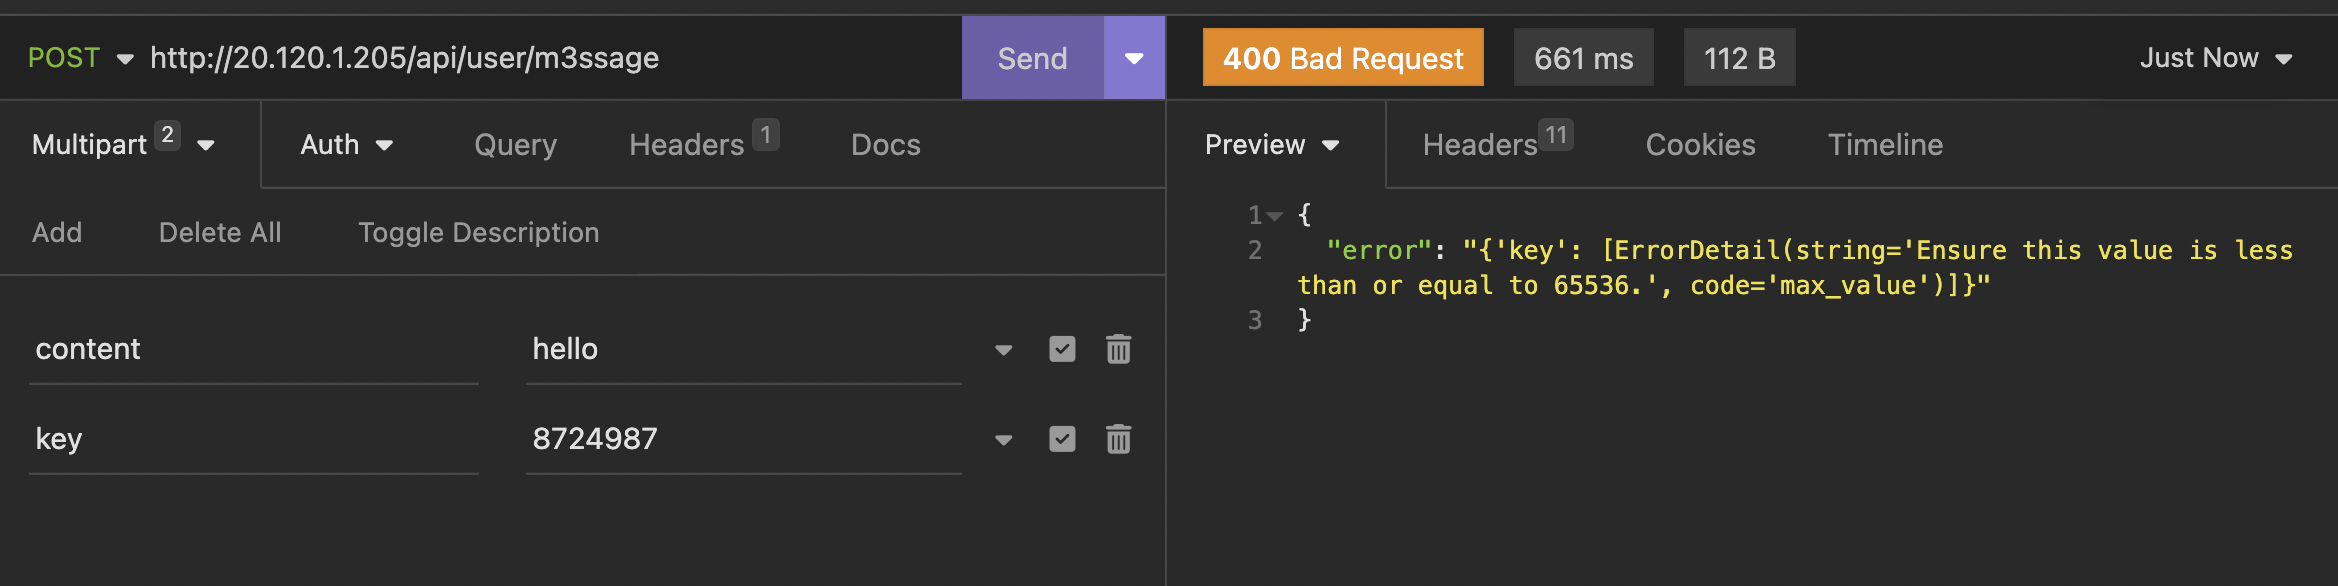 POST http://20.120.1.205/api/user/m3ssage Send
400 Bad Request 661 ms 112 B Just Now
Multipart 2 Auth Query Headers 1 Docs
Preview Headers 11 Cookies Timeline
Add Delete All Toggle Description
content hello
key 8724987
1 {
2 "error": "{'key': [ErrorDetail(string='Ensure this value is less
than or equal to 65536.', code='max_value')]}"
3 }